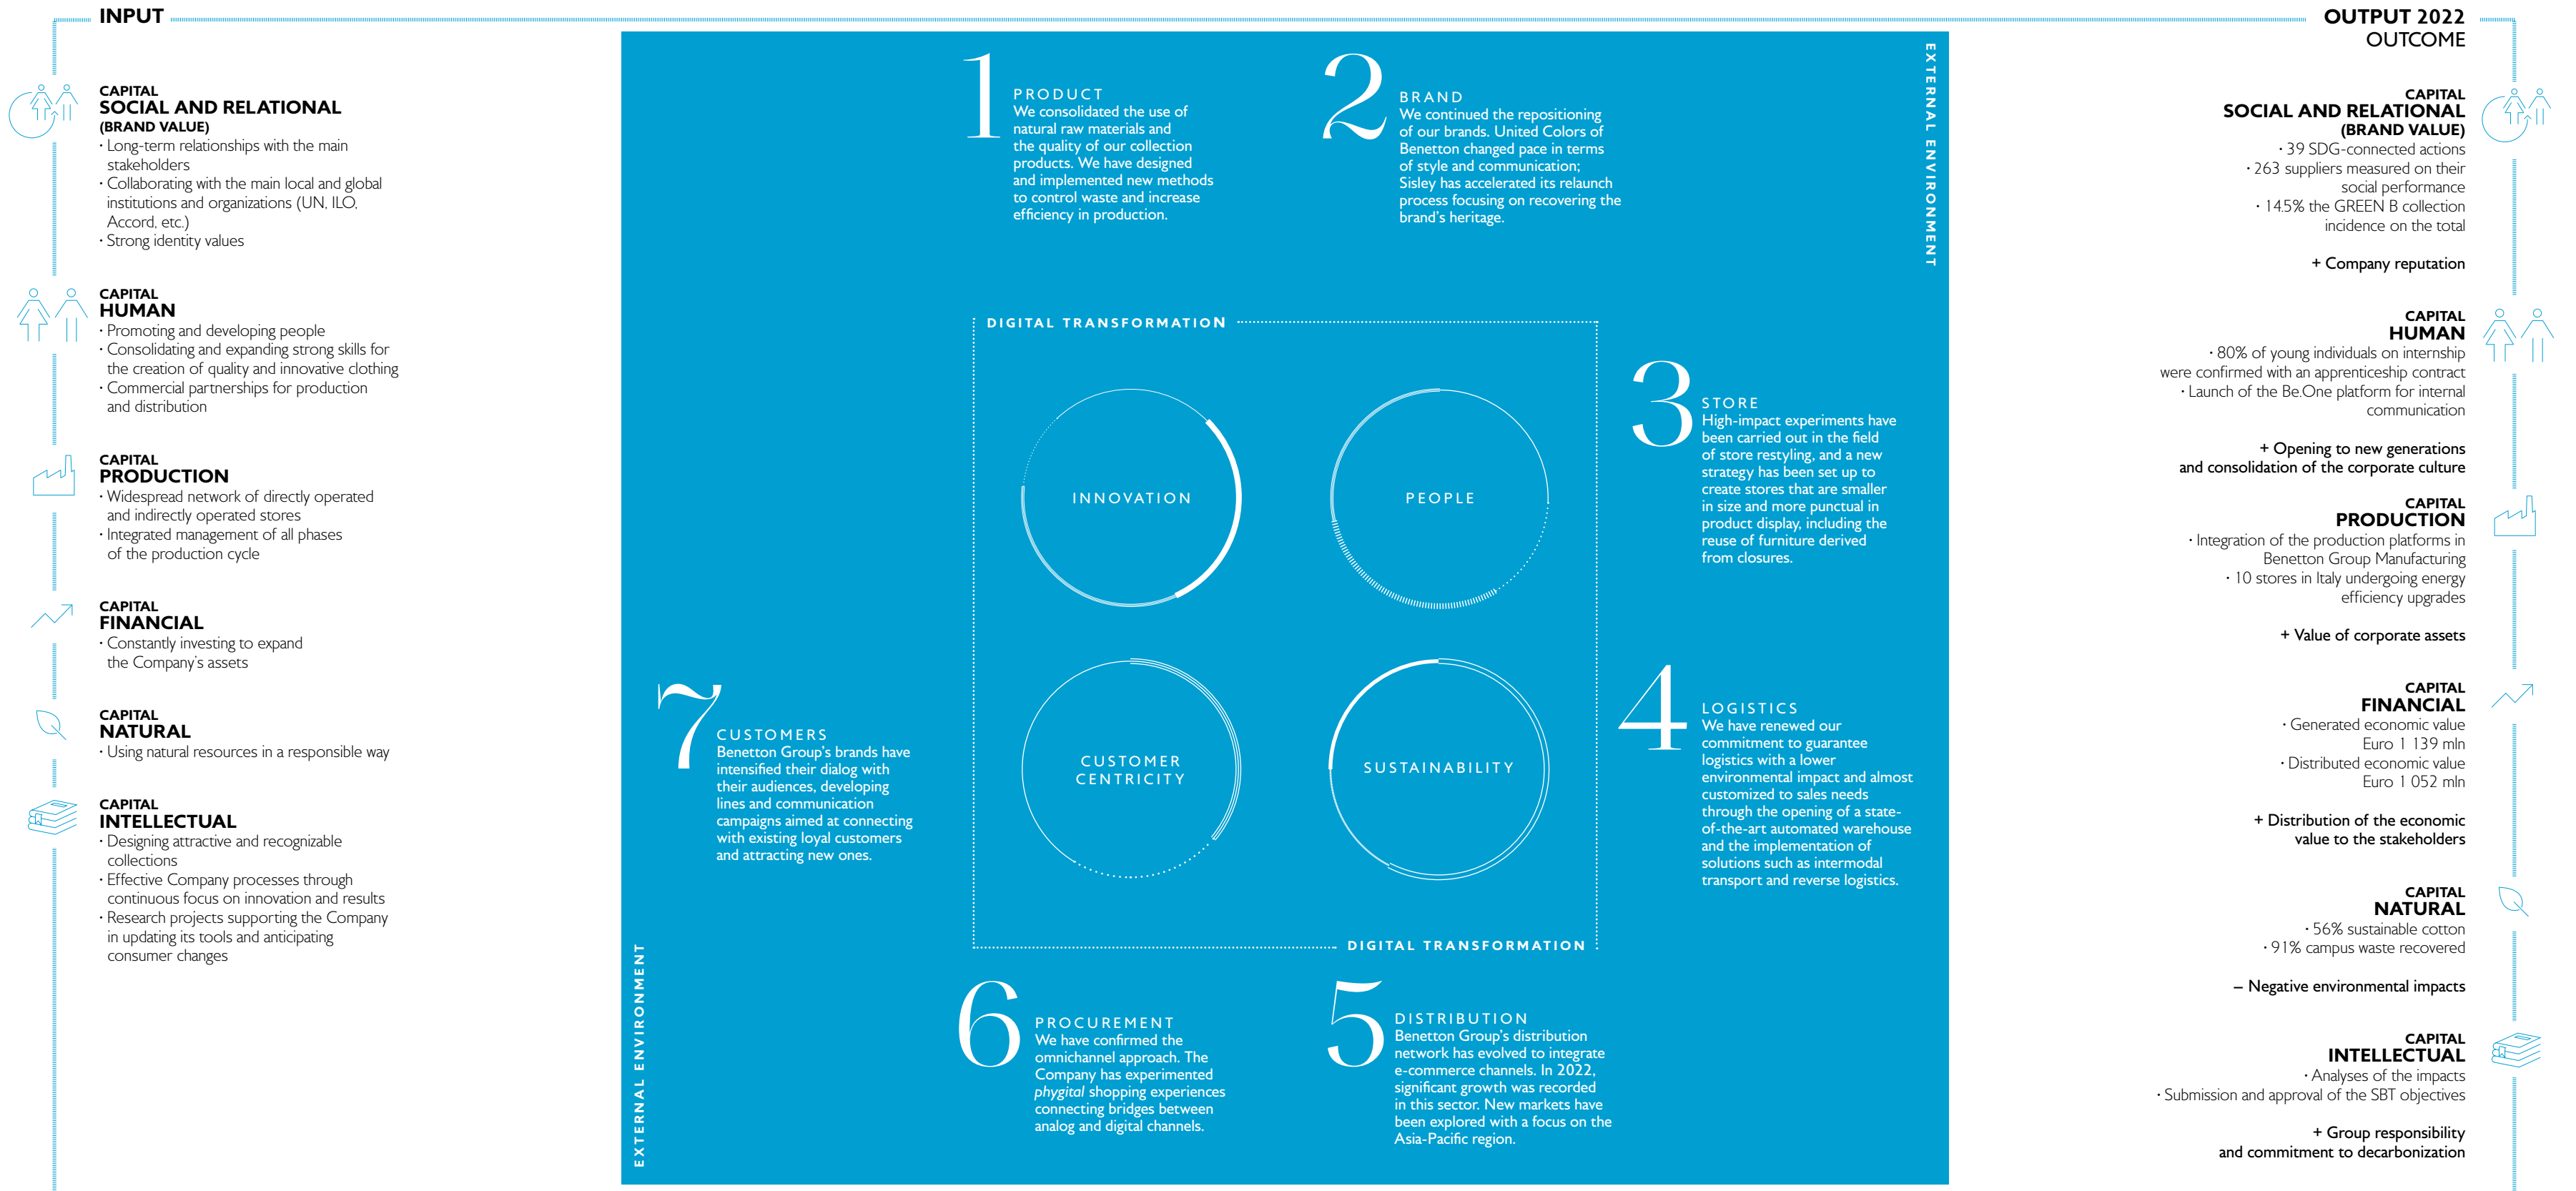 INPUT
CAPITAL
SOCIAL AND RELATIONAL
(BRAND VALUE)
· Long-term relationships with the main
stakeholders
· Collaborating with the main local and global
institutions and organizations (UN, ILO,
Accord, etc.)
· Strong identity values
CAPITAL
HUMAN
· Promoting and developing people
· Consolidating and expanding strong skills for
the creation of quality and innovative clothing
· Commercial partnerships for production
and distribution
CAPITAL
PRODUCTION
· Widespread network of directly operated
and indirectly operated stores
· Integrated management of all phases
of the production cycle
CAPITAL
FINANCIAL
· Constantly investing to expand
the Company's assets
CAPITAL
NATURAL
· Using natural resources in a responsible way
CAPITAL
INTELLECTUAL
· Designing attractive and recognizable
collections
· Effective Company processes through
continuous focus on innovation and results
· Research projects supporting the Company
in updating its tools and anticipating
consumer changes
EXTERNAL ENVIRONMENT
1
PRODUCT
We consolidated the use of
natural raw materials and
the quality of our collection
products. We have designed
and implemented new methods
to control waste and increase
efficiency in production.
2
BRAND
We continued the repositioning
of our brands. United Colors of
Benetton changed pace in terms
of style and communication;
Sisley has accelerated its relaunch
process focusing on recovering the
brand's heritage.
DIGITAL TRANSFORMATION
INNOVATION
PEOPLE
CUSTOMER
CENTRICITY
SUSTAINABILITY
DIGITAL TRANSFORMATION
3
STORE
High-impact experiments have
been carried out in the field
of store restyling, and a new
strategy has been set up to
create stores that are smaller
in size and more punctual in
product display, including the
reuse of furniture derived
from closures.
4
LOGISTICS
We have renewed our
commitment to guarantee
logistics with a lower
environmental impact and almost
customized to sales needs
through the opening of a state-
of-the-art automated warehouse
and the implementation of
solutions such as intermodal
transport and reverse logistics.
5
DISTRIBUTION
Benetton Group's distribution
network has evolved to integrate
e-commerce channels. In 2022,
significant growth was recorded
in this sector. New markets have
been explored with a focus on the
Asia-Pacific region.
6
PROCUREMENT
We have confirmed the
omnichannel approach. The
Company has experimented
phygital shopping experiences
connecting bridges between
analog and digital channels.
7
CUSTOMERS
Benetton Group's brands have
intensified their dialog with
their audiences, developing
lines and communication
campaigns aimed at connecting
with existing loyal customers
and attracting new ones.
EXTERNAL ENVIRONMENT
OUTPUT 2022
OUTCOME
CAPITAL
SOCIAL AND RELATIONAL
(BRAND VALUE)
· 39 SDG-connected actions
· 263 suppliers measured on their
social performance
· 14.5% the GREEN B collection
incidence on the total
+ Company reputation
CAPITAL
HUMAN
· 80% of young individuals on internship
were confirmed with an apprenticeship contract
· Launch of the Be.One platform for internal
communication
+ Opening to new generations
and consolidation of the corporate culture
CAPITAL
PRODUCTION
· Integration of the production platforms in
Benetton Group Manufacturing
· 10 stores in Italy undergoing energy
efficiency upgrades
+ Value of corporate assets
CAPITAL
FINANCIAL
· Generated economic value
Euro 1 139 mln
· Distributed economic value
Euro 1 052 mln
+ Distribution of the economic
value to the stakeholders
CAPITAL
NATURAL
· 56% sustainable cotton
· 91% campus waste recovered
– Negative environmental impacts
CAPITAL
INTELLECTUAL
· Analyses of the impacts
· Submission and approval of the SBT objectives
+ Group responsibility
and commitment to decarbonization